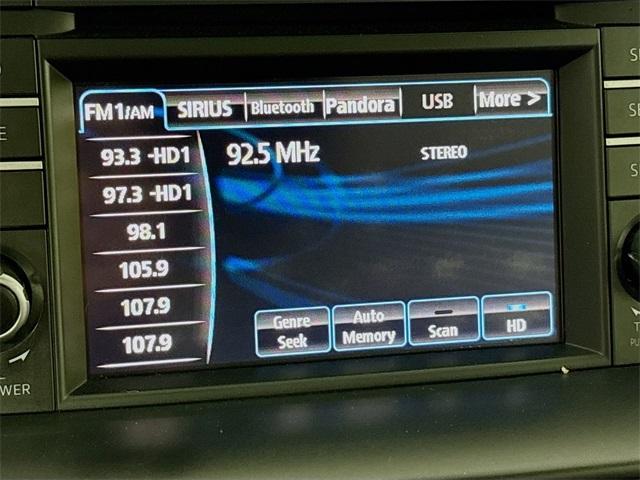 FM1/AM SIRIUS Bluetooth Pandora USB More >
93.3 -HD1
92.5 MHz STEREO
97.3 -HD1
98.1
105.9
107.9
107.9
Genre Seek
Auto Memory
Scan
HD